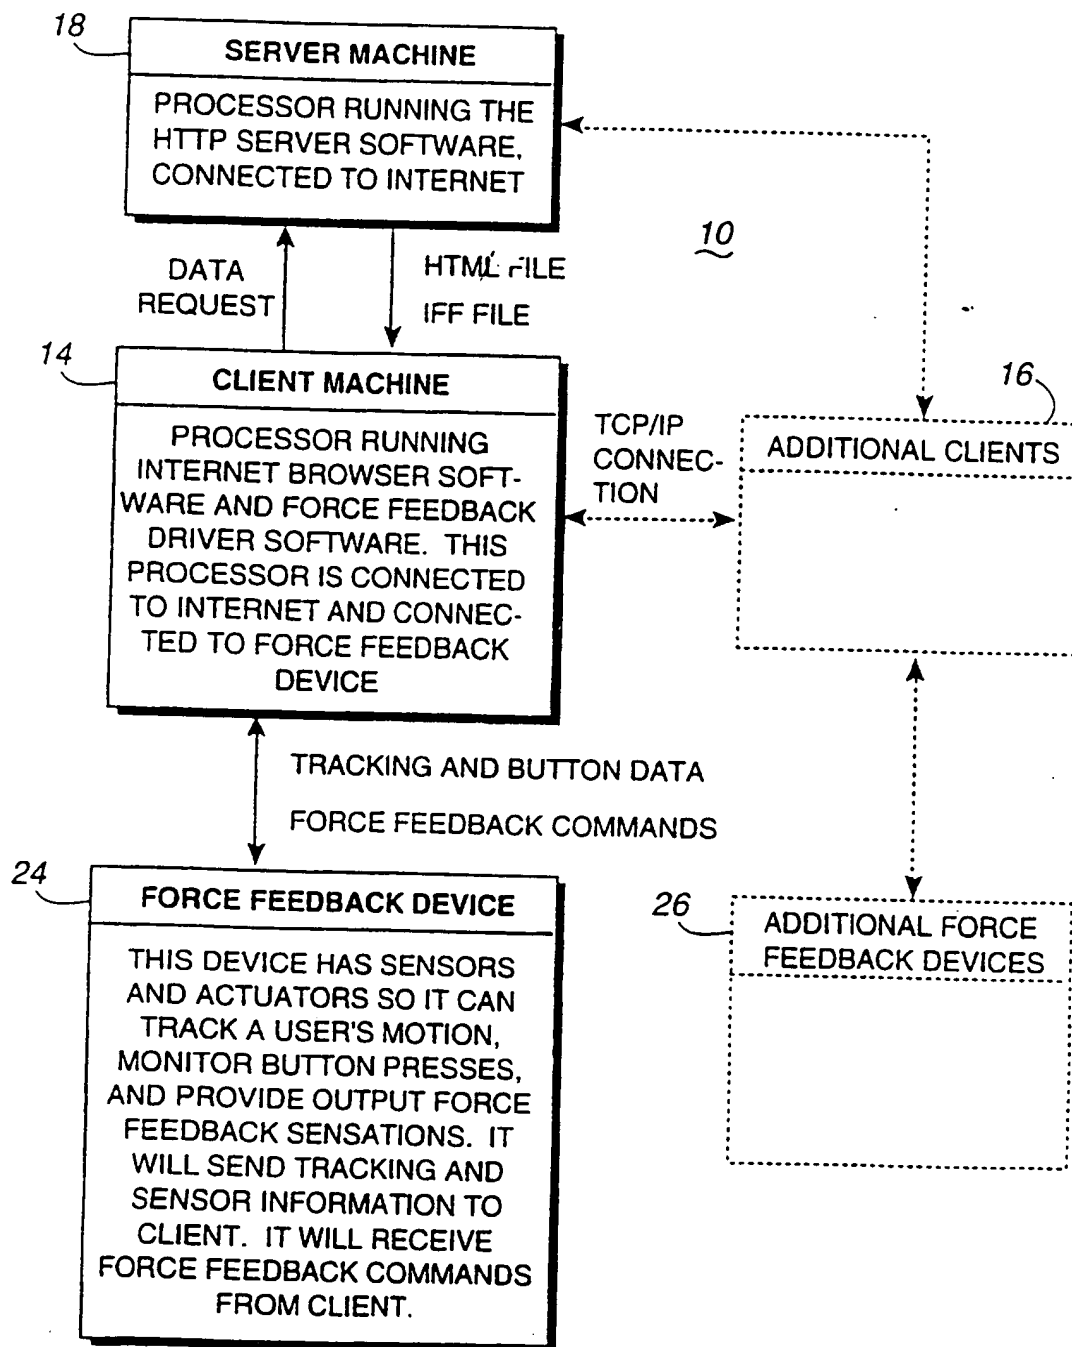 18
SERVER MACHINE
PROCESSOR RUNNING THE
HTTP SERVER SOFTWARE,
CONNECTED TO INTERNET
10
DATA
REQUEST
HTML FILE
IFF FILE
14
CLIENT MACHINE
PROCESSOR RUNNING
INTERNET BROWSER SOFT-
WARE AND FORCE FEEDBACK
DRIVER SOFTWARE. THIS
PROCESSOR IS CONNECTED
TO INTERNET AND CONNEC-
TED TO FORCE FEEDBACK
DEVICE
TCP/IP
CONNEC-
TION
16
ADDITIONAL CLIENTS
TRACKING AND BUTTON DATA
FORCE FEEDBACK COMMANDS
24
FORCE FEEDBACK DEVICE
THIS DEVICE HAS SENSORS
AND ACTUATORS SO IT CAN
TRACK A USER'S MOTION,
MONITOR BUTTON PRESSES,
AND PROVIDE OUTPUT FORCE
FEEDBACK SENSATIONS. IT
WILL SEND TRACKING AND
SENSOR INFORMATION TO
CLIENT. IT WILL RECEIVE
FORCE FEEDBACK COMMANDS
FROM CLIENT.
26
ADDITIONAL FORCE
FEEDBACK DEVICES